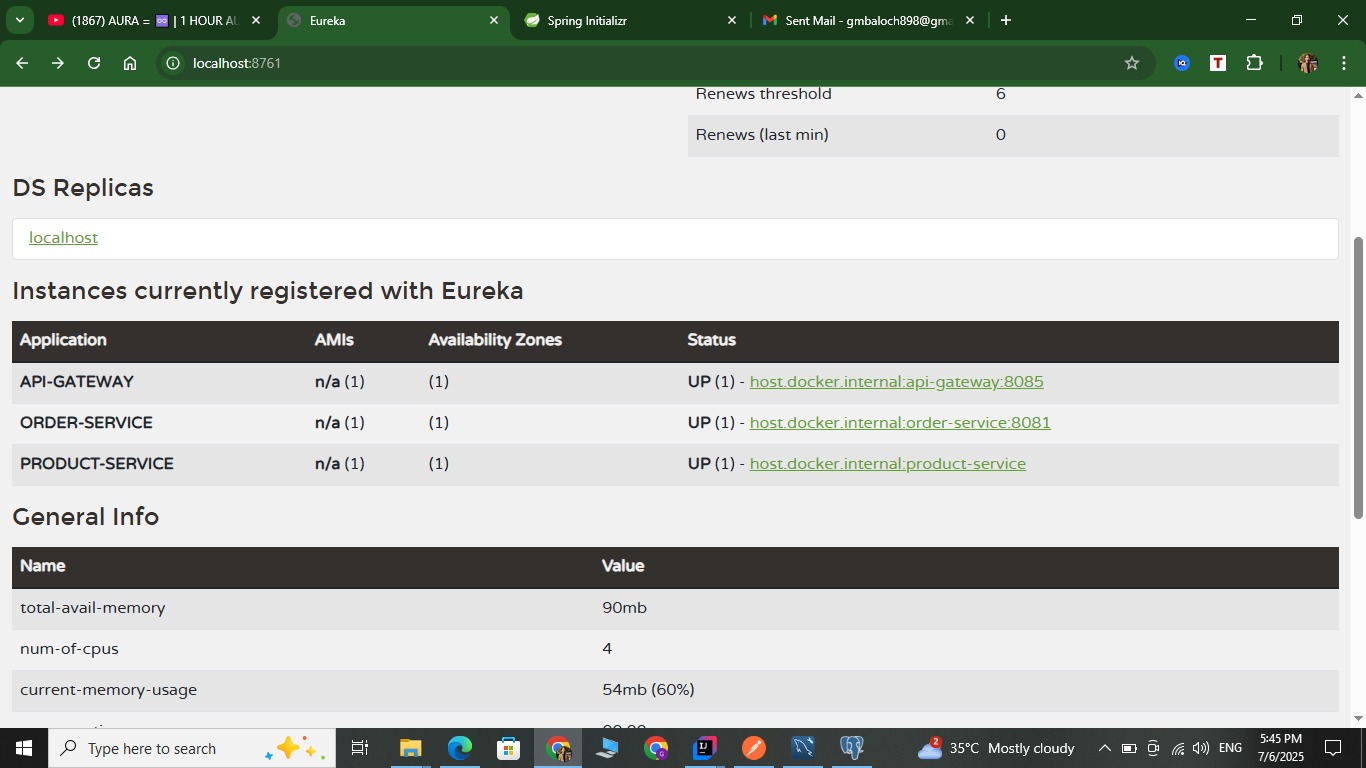 (1867) AURA = ♾️ | 1 HOUR AU
Eureka
Spring Initializr
Sent Mail - gmbaloch898@gma
localhost:8761
Renews threshold 6
Renews (last min) 0
DS Replicas
localhost
Instances currently registered with Eureka
Application AMIs Availability Zones Status
API-GATEWAY n/a (1) (1) UP (1) - host.docker.internal:api-gateway:8085
ORDER-SERVICE n/a (1) (1) UP (1) - host.docker.internal:order-service:8081
PRODUCT-SERVICE n/a (1) (1) UP (1) - host.docker.internal:product-service
General Info
Name Value
total-avail-memory 90mb
num-of-cpus 4
current-memory-usage 54mb (60%)
Type here to search
2
35°C Mostly cloudy
ENG
5:45 PM
7/6/2025